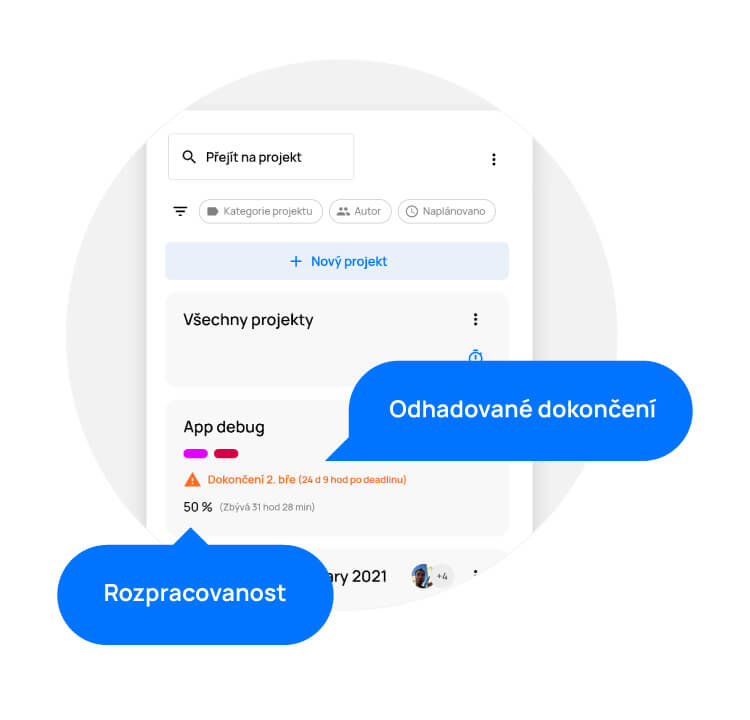 Přejít na projekt
Kategorie projektu
Autor
Naplánovano
+ Nový projekt
Všechny projekty
Odhadované dokončení
App debug
Dokončení 2. bře (24 d 9 hod po deadlinu)
50 % (Zbývá 31 hod 28 min)
Rozpracovanost
2021
+4